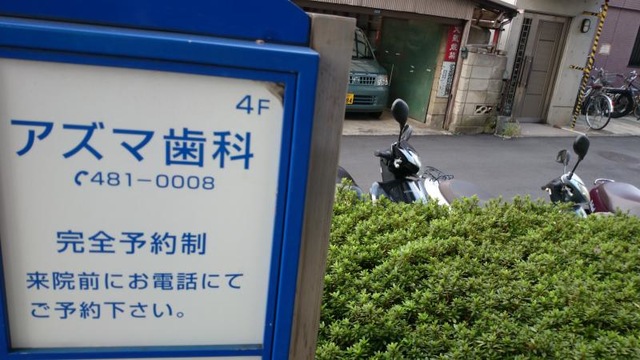 4F
アズマ歯科
481-0008
完全予約制
来院前にお電話にて
ご予約下さい。